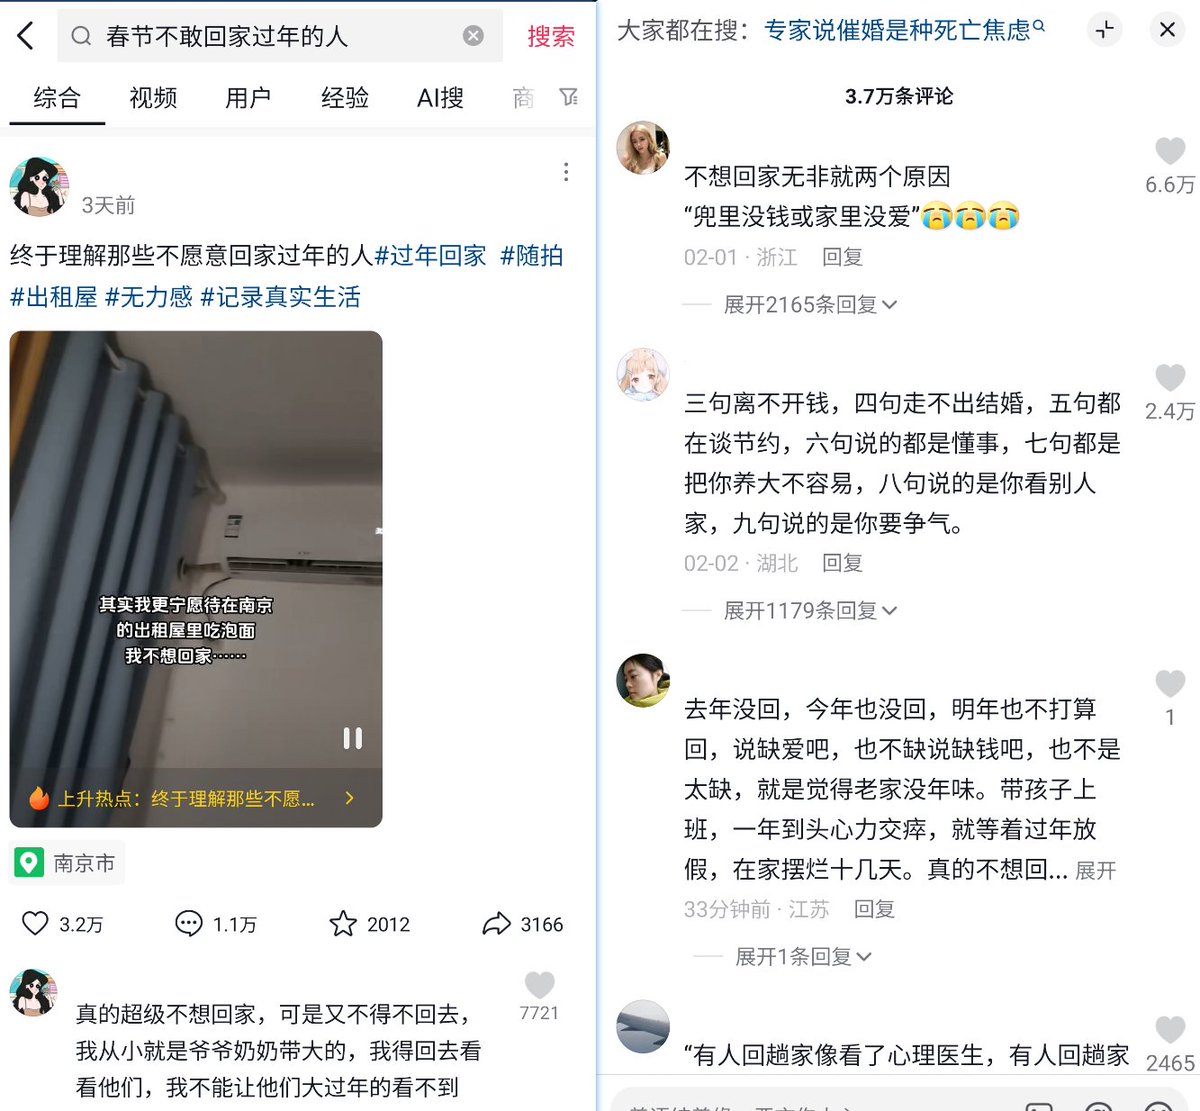 春节不敢回家过年的人
搜索
综合 视频 用户 经验 AI搜 商
3天前
终于理解那些不愿意回家过年的人#过年回家 #随拍
#出租屋 #无力感 #记录真实生活
其实我更宁愿待在南京
的出租屋里吃泡面
我不想回家……
上升热点：终于理解那些不愿...
南京市
3.2万 1.1万 2012 3166
真的超级不想回家，可是又不得不回去，
我从小就是爷爷奶奶带大的，我得回去看
看他们，我不能让他们大过年的看不到
7721
大家都在搜：专家说催婚是种死亡焦虑
3.7万条评论
不想回家无非就两个原因
“兜里没钱或家里没爱”😭😭😭
6.6万
02-01 · 浙江 回复
展开2165条回复
三句离不开钱，四句走不出结婚，五句都
在谈节约，六句说的都是懂事，七句都是
把你养大不容易，八句说的是你看别人
家，九句说的是你要争气。
2.4万
02-02 · 湖北 回复
展开1179条回复
去年没回，今年也没回，明年也不打算
回，说缺爱吧，也不缺说缺钱吧，也不是
太缺，就是觉得老家没年味。带孩子上
班，一年到头心力交瘁，就等着过年放
假，在家摆烂十几天。真的不想回... 展开
1
33分钟前 · 江苏 回复
展开1条回复
“有人回趟家像看了心理医生，有人回趟家
2465